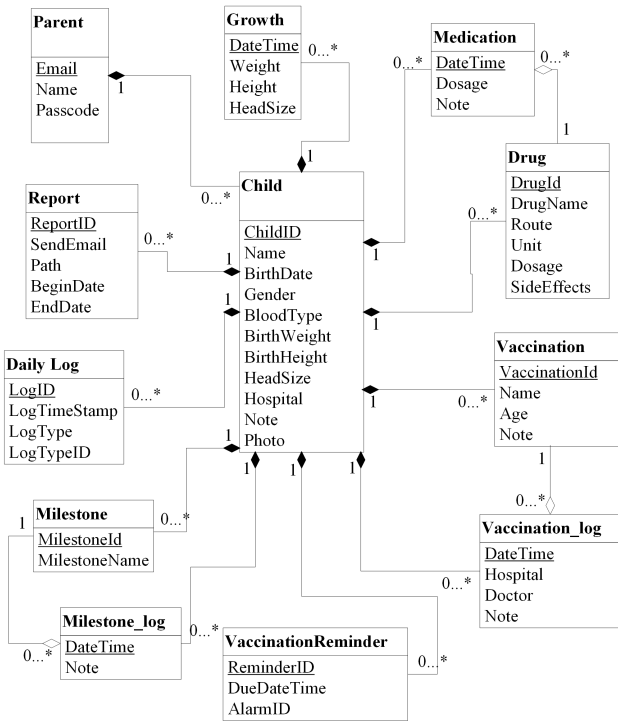 Parent
Email
Name
Passcode
1
0...*
Growth
DateTime
Weight
Height
HeadSize
0...*
1
Medication
DateTime
Dosage
Note
0...*
0...*
1
1
Drug
DrugId
DrugName
Route
Unit
Dosage
SideEffects
0...*
1
Child
ChildID
Name
BirthDate
Gender
BloodType
BirthWeight
BirthHeight
HeadSize
Hospital
Note
Photo
Report
ReportID
SendEmail
Path
BeginDate
EndDate
0...*
1
Daily Log
LogID
LogTimeStamp
LogType
LogTypeID
0...*
1
Vaccination
VaccinationId
Name
Age
Note
0...*
1
1
0...*
Vaccination_log
DateTime
Hospital
Doctor
Note
0...*
1
Milestone
MilestoneId
MilestoneName
0...*
1
1
0...*
Milestone_log
DateTime
Note
0...*
1
VaccinationReminder
ReminderID
DueDateTime
AlarmID
0...*
1